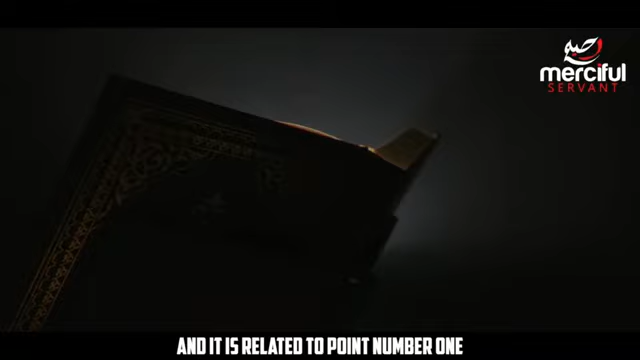 merciful
SERVANT
AND IT IS RELATED TO POINT NUMBER ONE